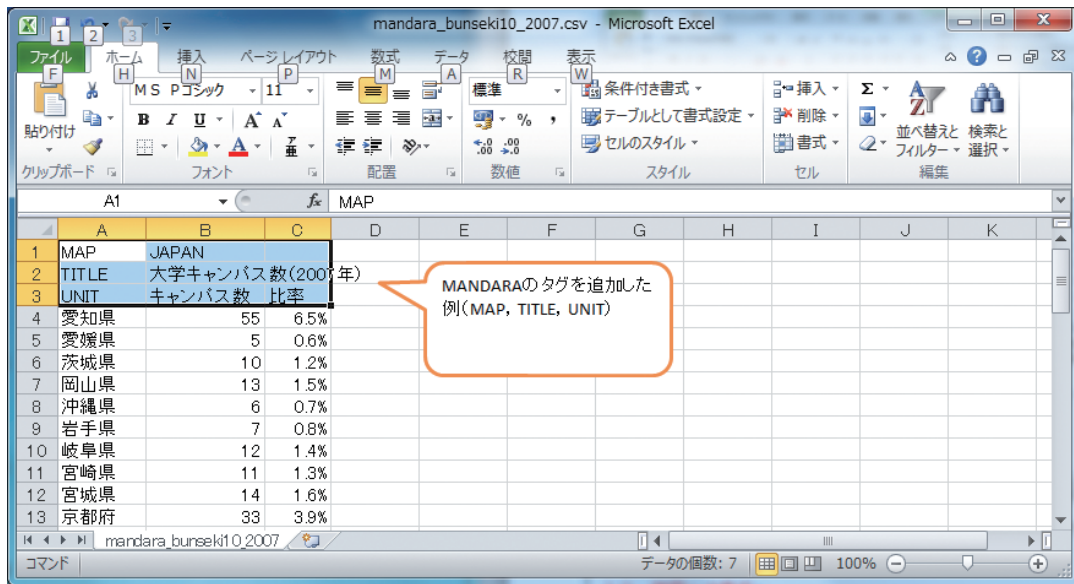 mandara_bunseki10_2007.csv - Microsoft Excel
1 2 3
ファイル ホーム 挿入 ページ レイアウト 数式 データ 校閲 表示
F H N P M A R W
貼り付け
クリップボード
MS Pゴシック 11
B I U A A
フォント
配置
標準
% ,
.00 .00
数値
条件付き書式
テーブルとして書式設定
セルのスタイル
スタイル
挿入
削除
書式
セル
Σ
並べ替えと フィルター
検索と 選択
編集
A1 fx MAP
A B C D E F G H I J K
1 MAP JAPAN
2 TITLE 大学キャンパス数(2007年)
3 UNIT キャンパス数 比率
4 愛知県 55 6.5%
5 愛媛県 5 0.6%
6 茨城県 10 1.2%
7 岡山県 13 1.5%
8 沖縄県 6 0.7%
9 岩手県 7 0.8%
10 岐阜県 12 1.4%
11 宮崎県 11 1.3%
12 宮城県 14 1.6%
13 京都府 33 3.9%
MANDARAのタグを追加した
例(MAP, TITLE, UNIT)
mandara_bunseki10_2007
コマンド データの個数: 7 100%